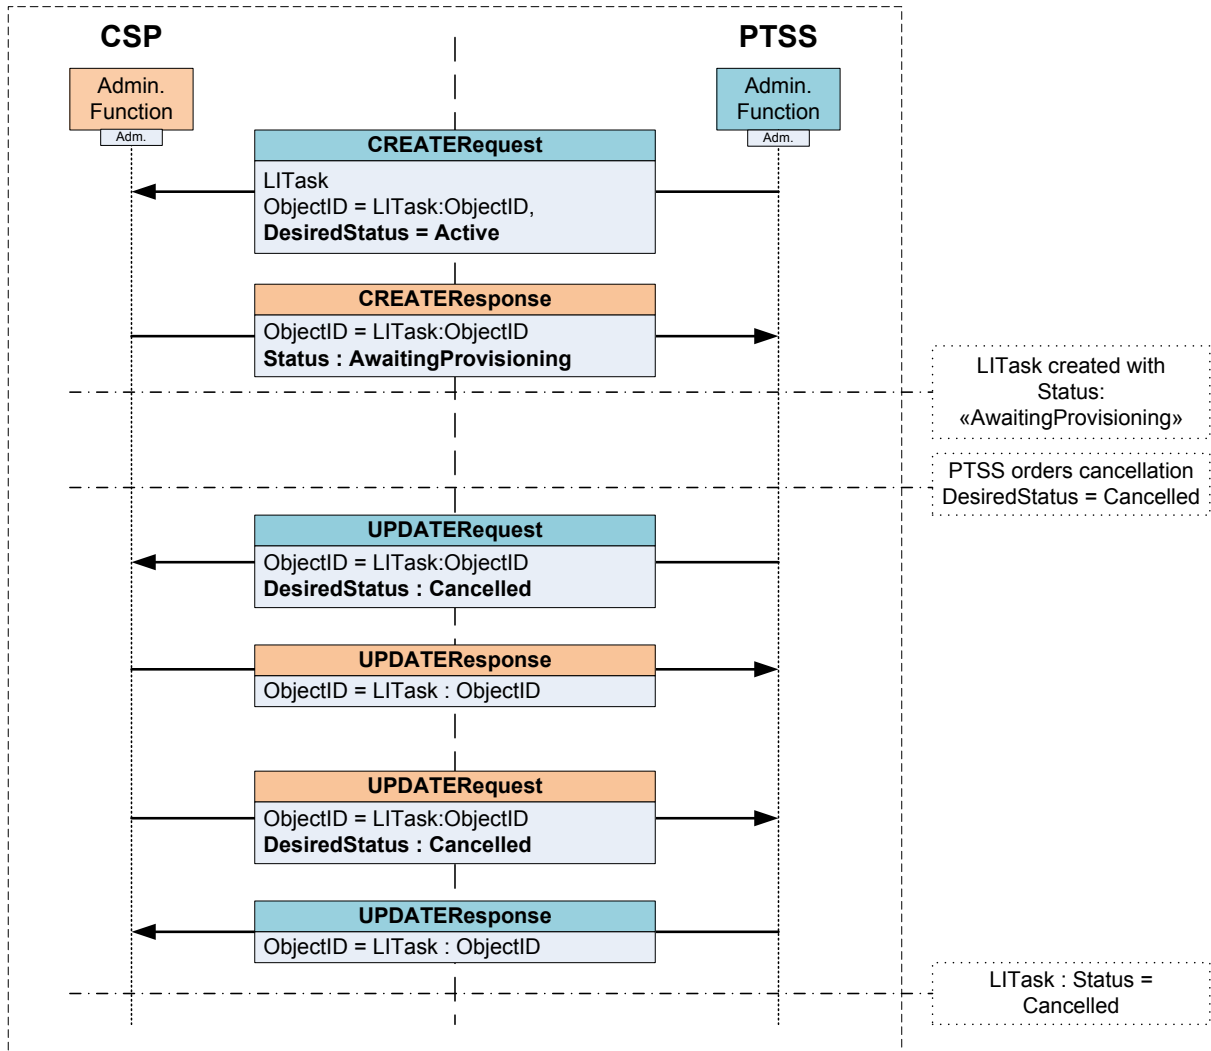 CSP
PTSS
Admin.
Function
Adm.
Admin.
Function
Adm.
CREATERequest
LITask
ObjectID = LITask:ObjectID,
DesiredStatus = Active
CREATEResponse
ObjectID = LITask:ObjectID
Status : AwaitingProvisioning
LITask created with
Status:
«AwaitingProvisioning»
PTSS orders cancellation
DesiredStatus = Cancelled
UPDATERequest
ObjectID = LITask:ObjectID
DesiredStatus : Cancelled
UPDATEResponse
ObjectID = LITask : ObjectID
UPDATERequest
ObjectID = LITask:ObjectID
DesiredStatus : Cancelled
UPDATEResponse
ObjectID = LITask : ObjectID
LITask : Status =
Cancelled